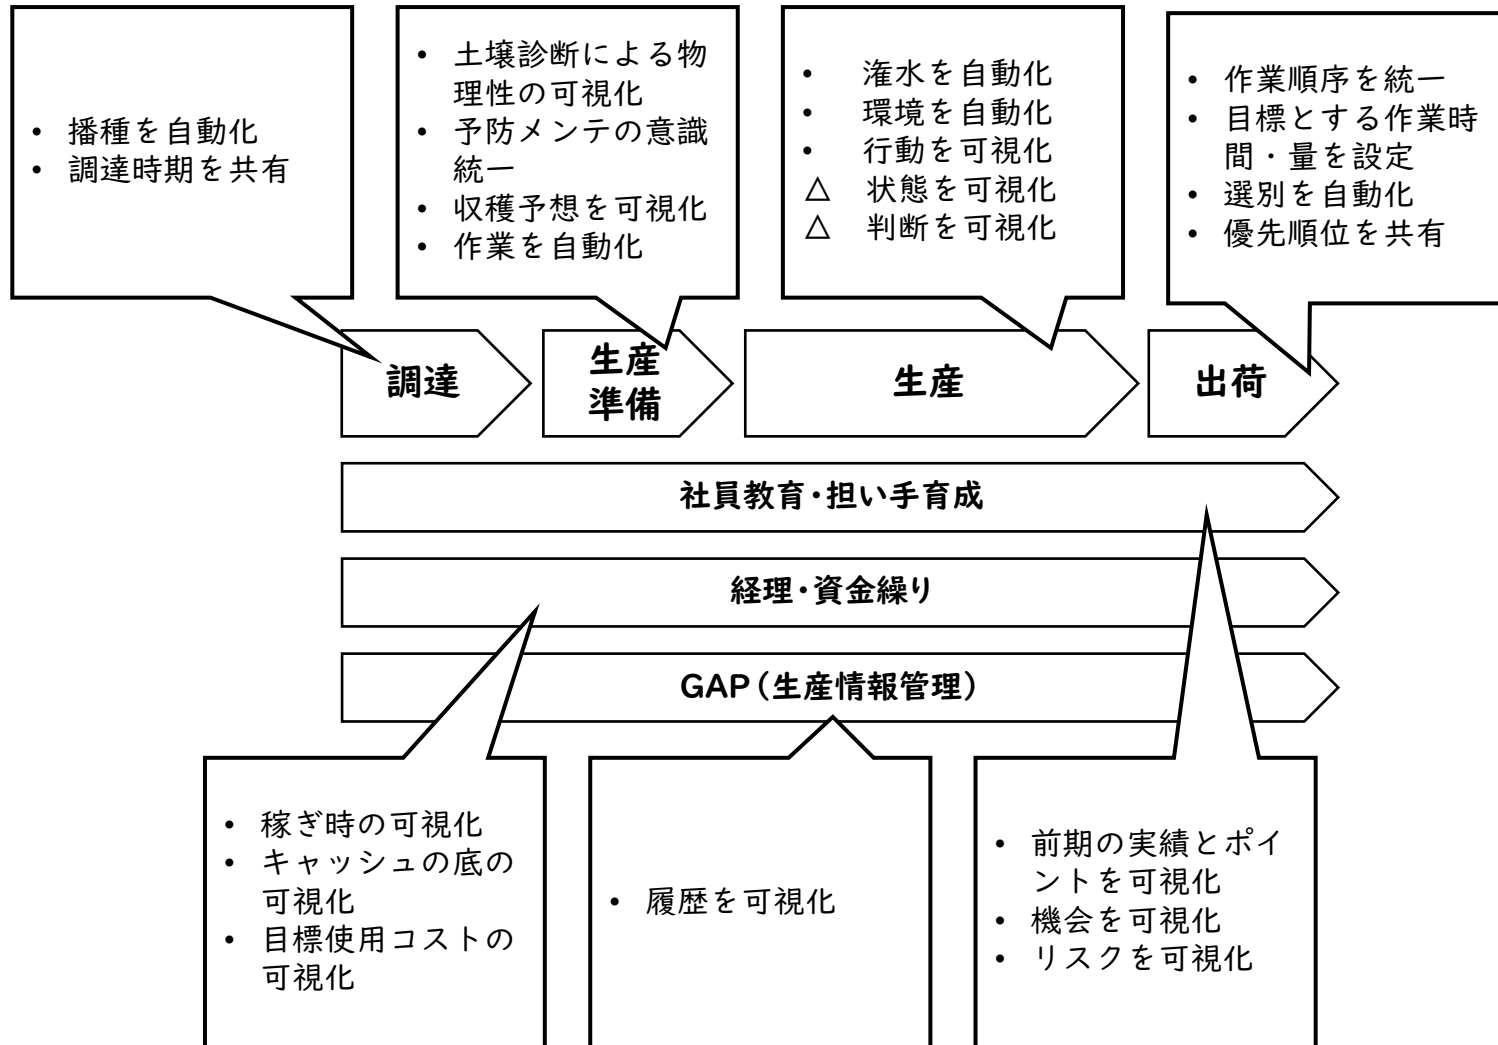 • 播種を自動化
• 調達時期を共有
• 土壌診断による物
理性の可視化
• 予防メンテの意識
統一
• 収穫予想を可視化
• 作業を自動化
• 潅水を自動化
• 環境を自動化
• 行動を可視化
△ 状態を可視化
△ 判断を可視化
• 作業順序を統一
• 目標とする作業時
間・量を設定
• 選別を自動化
• 優先順位を共有
調達
生産
準備
生産
出荷
社員教育・担い手育成
経理・資金繰り
GAP（生産情報管理）
• 稼ぎ時の可視化
• キャッシュの底の
可視化
• 目標使用コストの
可視化
• 履歴を可視化
• 前期の実績とポイ
ントを可視化
• 機会を可視化
• リスクを可視化